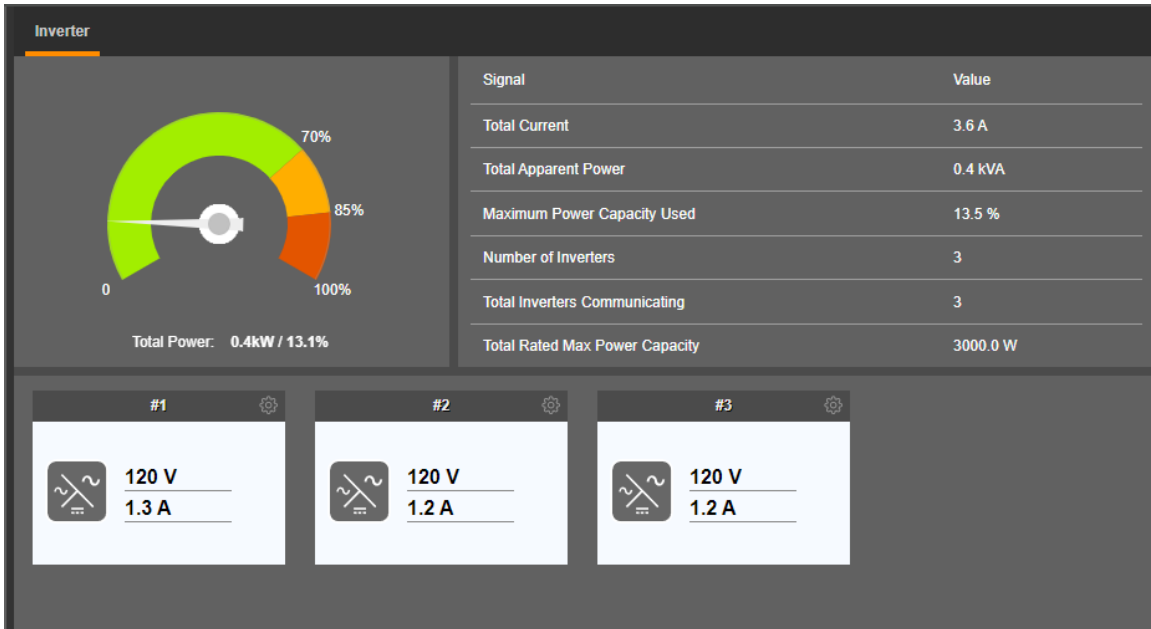 Inverter
70%
85%
0
100%
Total Power: 0.4kW / 13.1%
Signal Value
Total Current 3.6 A
Total Apparent Power 0.4 kVA
Maximum Power Capacity Used 13.5 %
Number of Inverters 3
Total Inverters Communicating 3
Total Rated Max Power Capacity 3000.0 W
#1
120 V
1.3 A
#2
120 V
1.2 A
#3
120 V
1.2 A